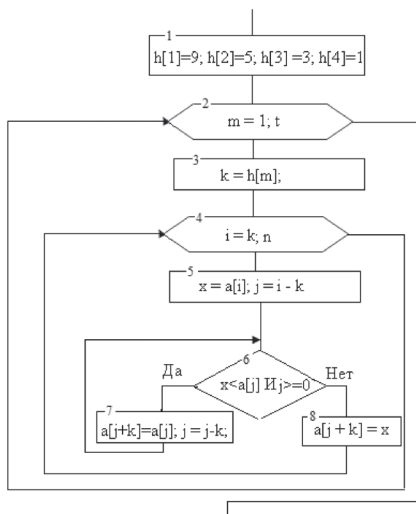 1
h[1]=9; h[2]=5; h[3] =3; h[4]=1
2
m = 1; t
3
k = h[m];
4
i = k; n
5
x = a[i]; j = i - k
6
Да
Нет
x<a[j] И j>=0
7
8
a[j+k]=a[j]; j = j-k;
a[j + k] = x